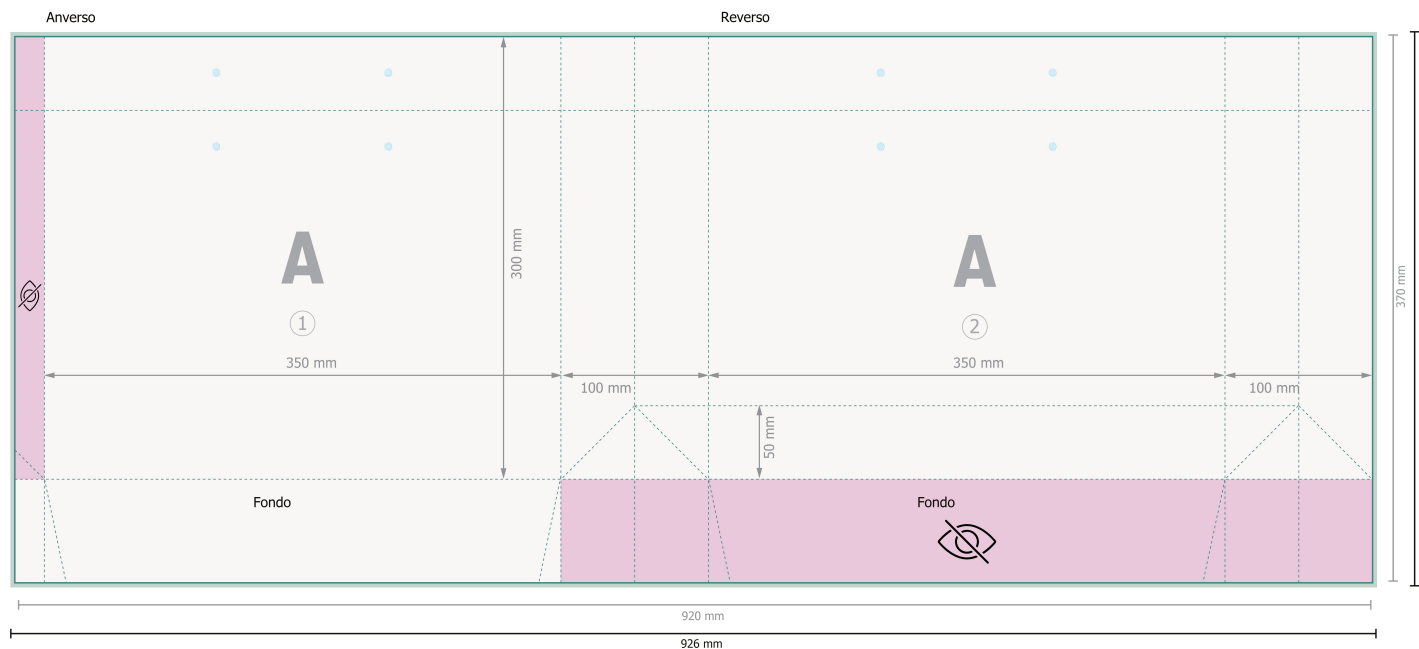 Anverso
Reverso
A
1
A
2
300 mm
370 mm
350 mm
100 mm
350 mm
100 mm
50 mm
Fondo
Fondo
920 mm
926 mm